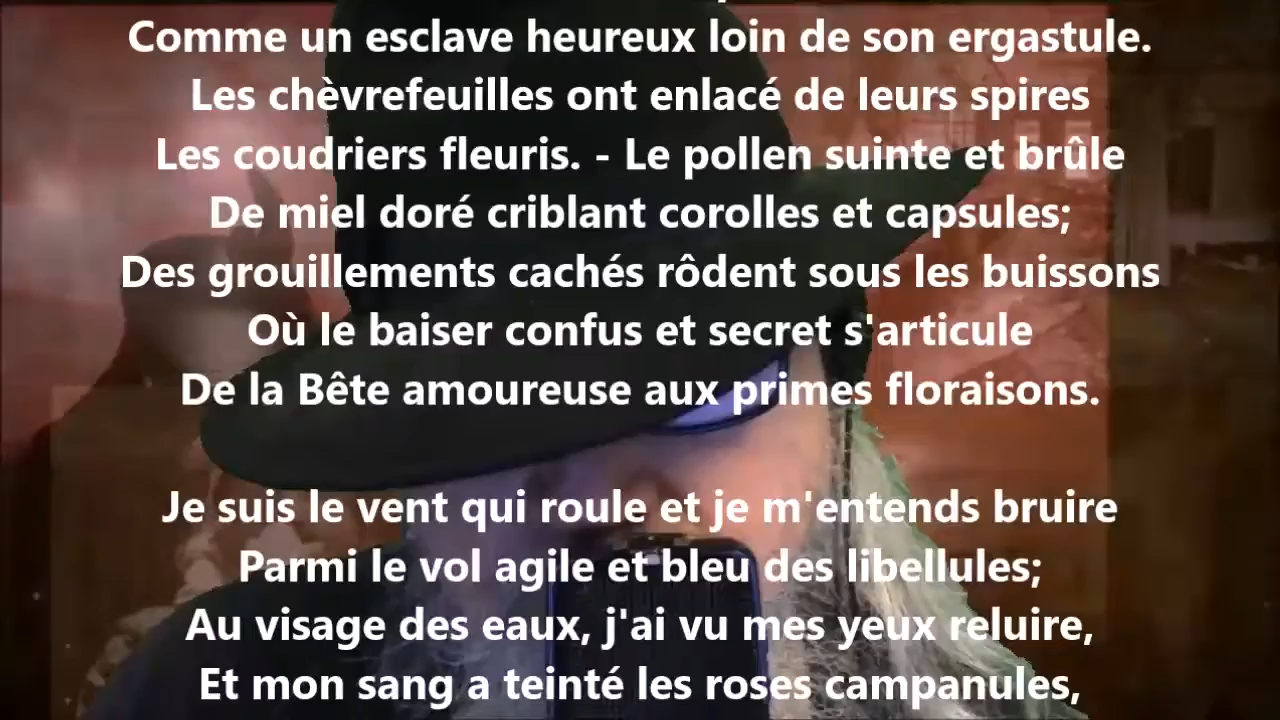 Comme un esclave heureux loin de son ergastule.
Les chèvrefeuilles ont enlacé de leurs spires
Les coudriers fleuris. - Le pollen suinte et brûle
De miel doré criblant corolles et capsules;
Des grouillements cachés rôdent sous les buissons
Où le baiser confus et secret s'articule
De la Bête amoureuse aux primes floraisons.
Je suis le vent qui roule et je m'entends bruire
Parmi le vol agile et bleu des libellules;
Au visage des eaux, j'ai vu mes yeux reluire,
Et mon sang a teinté les roses campanules,